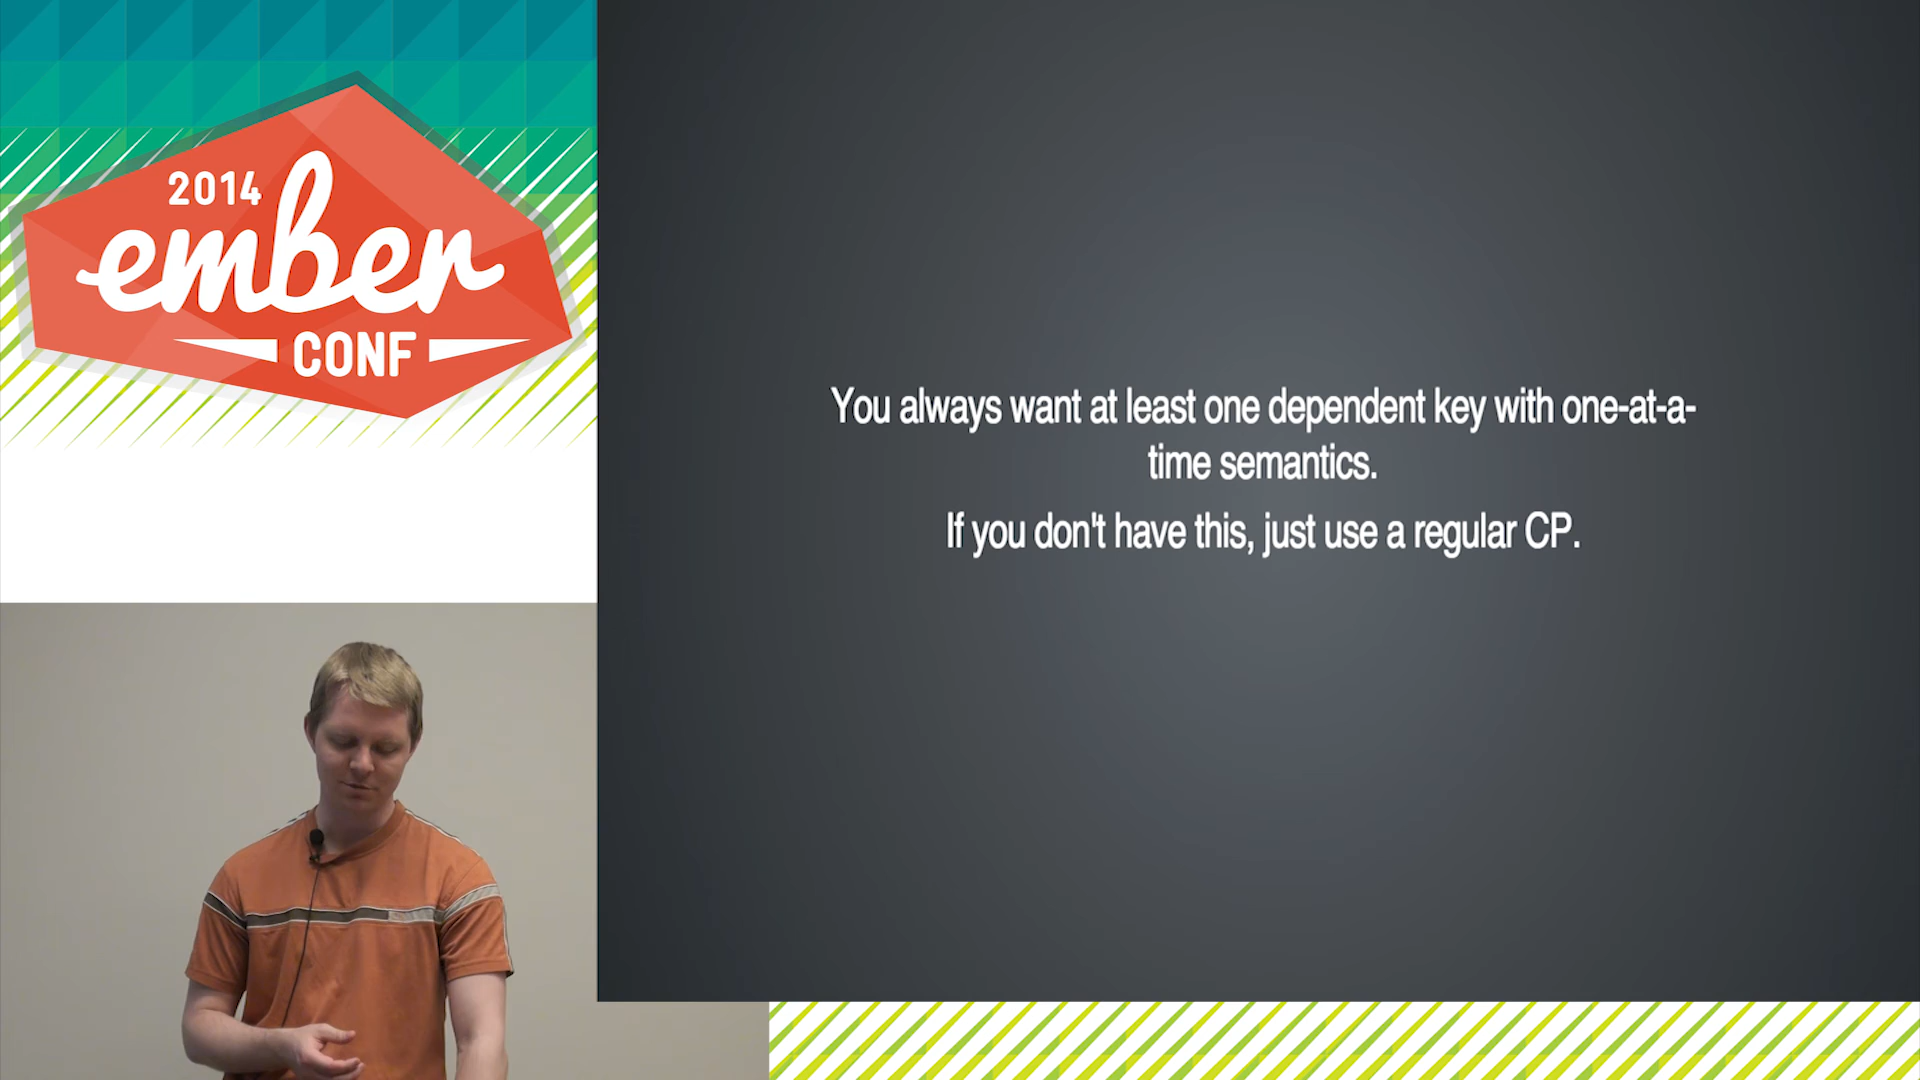 2014
ember
CONF
You always want at least one dependent key with one-at-a-
time semantics.
If you don't have this, just use a regular CP.